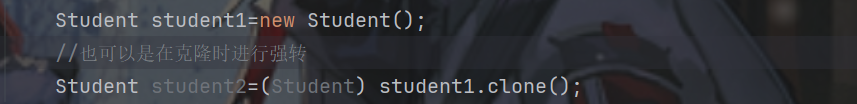 Student student1=new Student();
//也可以是在克隆时进行强转
Student student2=(Student) student1.clone();